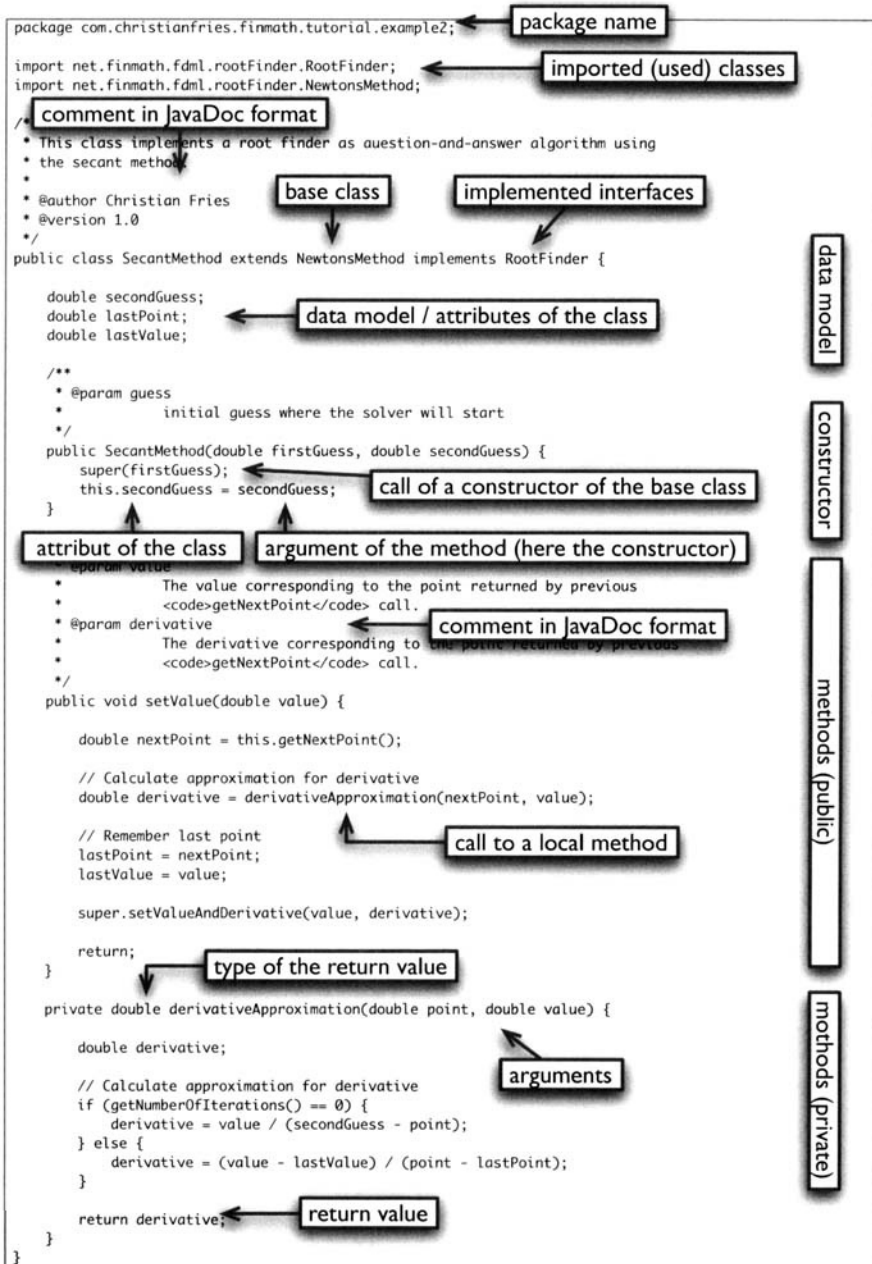 package com.christianfries.finmath.tutorial.example2;
package name
import net.finmath.fdml.rootFinder.RootFinder;
import net.finmath.fdml.rootFinder.NewtonsMethod;
imported (used) classes
comment in JavaDoc format
/*
* This class implements a root finder as auestion-and-answer algorithm using
* the secant method
*
* @author Christian Fries
* @version 1.0
*/
base class
implemented interfaces
public class SecantMethod extends NewtonsMethod implements RootFinder {
data model
double secondGuess;
double lastPoint;
double lastValue;
data model / attributes of the class
/**
* @param guess
* initial guess where the solver will start
*/
constructor
public SecantMethod(double firstGuess, double secondGuess) {
super(firstGuess);
this.secondGuess = secondGuess;
}
call of a constructor of the base class
attribut of the class
argument of the method (here the constructor)
* @param value
* The value corresponding to the point returned by previous
* <code>getNextPoint</code> call.
* @param derivative
comment in JavaDoc format
* The derivative corresponding to the point returned by previous
* <code>getNextPoint</code> call.
*/
methods (public)
public void setValue(double value) {
double nextPoint = this.getNextPoint();
// Calculate approximation for derivative
double derivative = derivativeApproximation(nextPoint, value);
call to a local method
// Remember last point
lastPoint = nextPoint;
lastValue = value;
super.setValueAndDerivative(value, derivative);
return;
}
type of the return value
mothods (private)
private double derivativeApproximation(double point, double value) {
double derivative;
arguments
// Calculate approximation for derivative
if (getNumberOfIterations() == 0) {
derivative = value / (secondGuess - point);
} else {
derivative = (value - lastValue) / (point - lastPoint);
}
return derivative;
return value
}
}